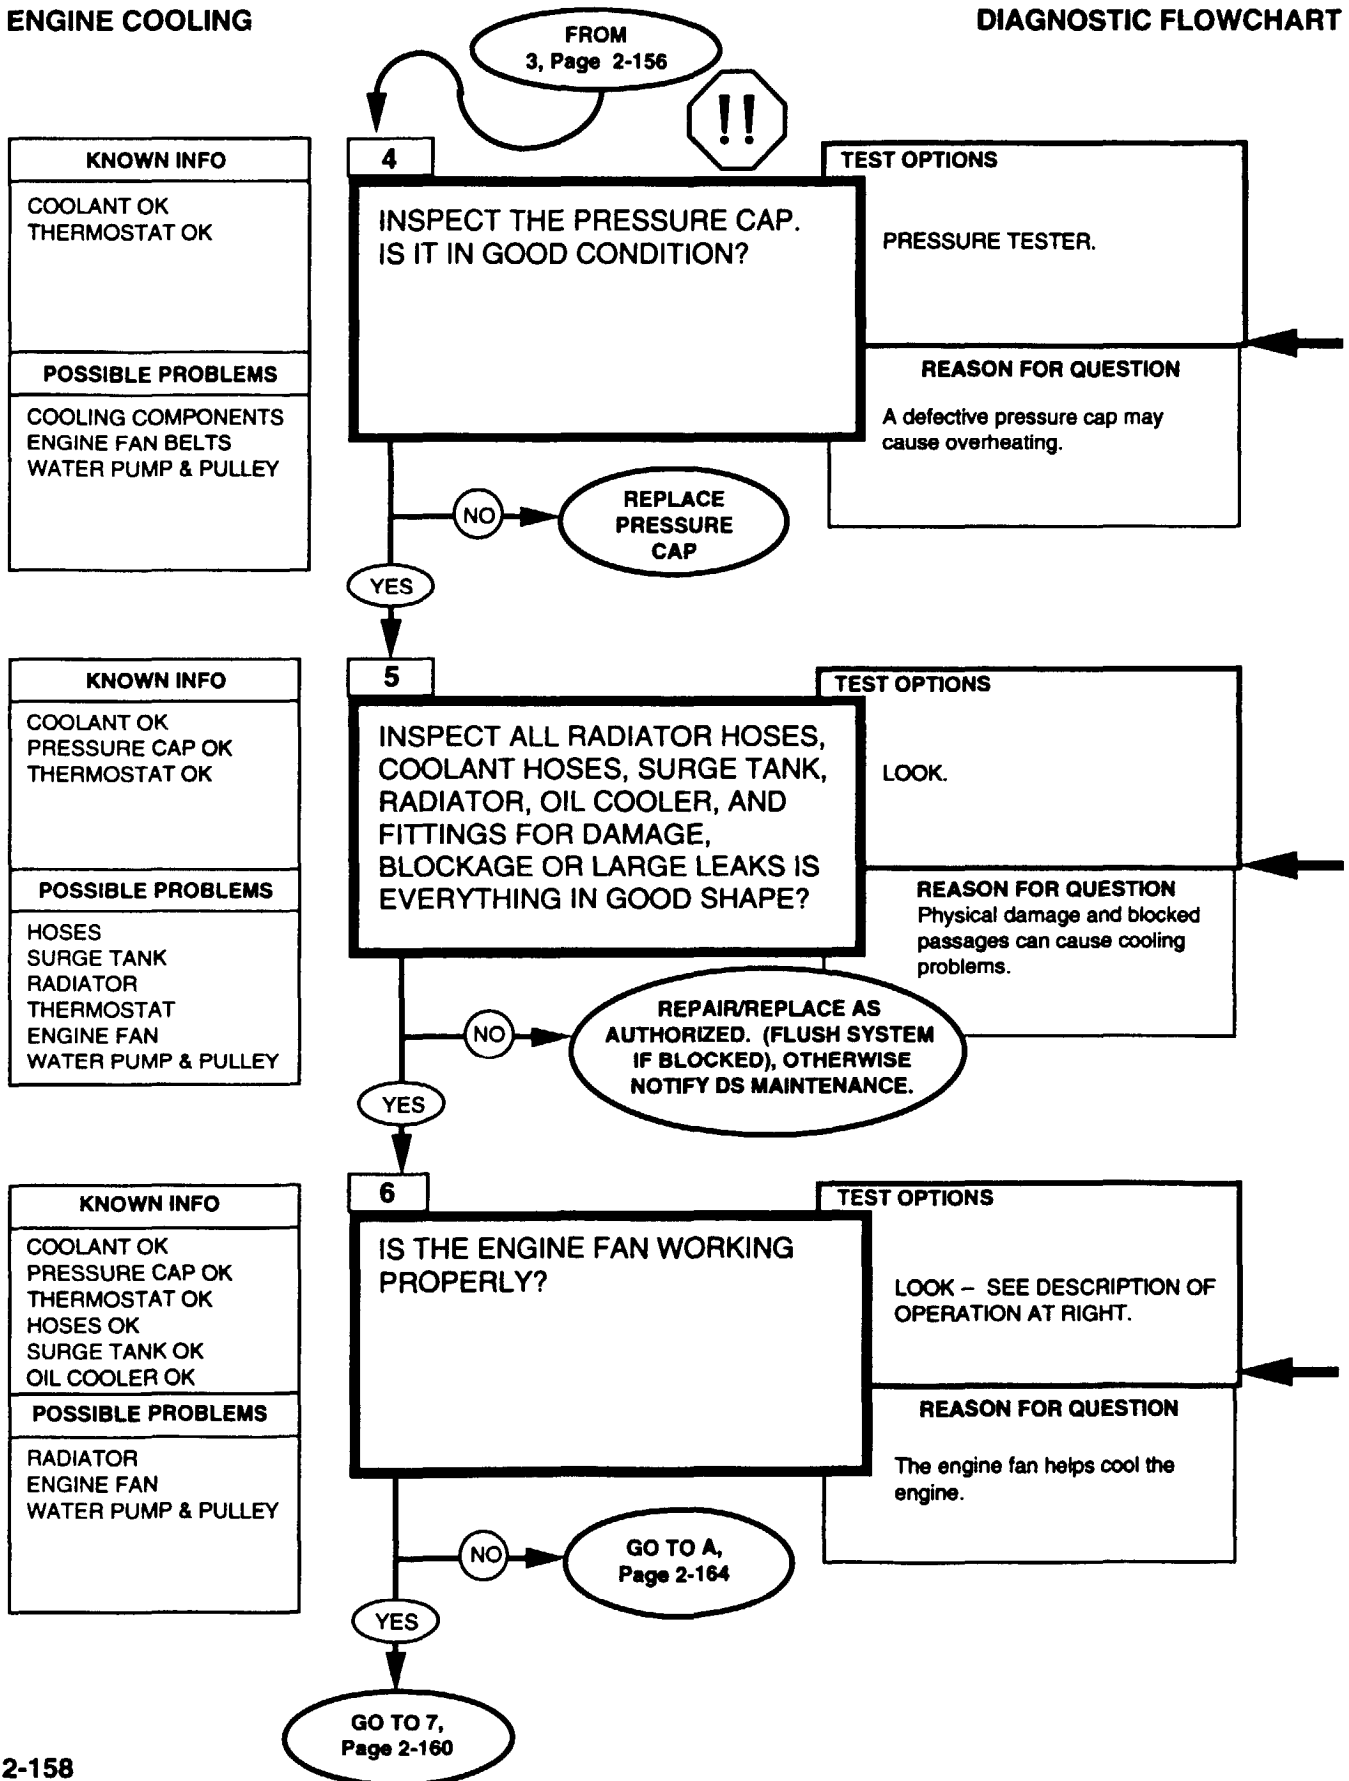 ENGINE COOLING
DIAGNOSTIC FLOWCHART
FROM
3, Page 2-156
!!
KNOWN INFO
COOLANT OK
THERMOSTAT OK
POSSIBLE PROBLEMS
COOLING COMPONENTS
ENGINE FAN BELTS
WATER PUMP & PULLEY
4
INSPECT THE PRESSURE CAP.
IS IT IN GOOD CONDITION?
TEST OPTIONS
PRESSURE TESTER.
REASON FOR QUESTION
A defective pressure cap may
cause overheating.
NO
REPLACE
PRESSURE
CAP
YES
KNOWN INFO
COOLANT OK
PRESSURE CAP OK
THERMOSTAT OK
POSSIBLE PROBLEMS
HOSES
SURGE TANK
RADIATOR
THERMOSTAT
ENGINE FAN
WATER PUMP & PULLEY
5
INSPECT ALL RADIATOR HOSES,
COOLANT HOSES, SURGE TANK,
RADIATOR, OIL COOLER, AND
FITTINGS FOR DAMAGE,
BLOCKAGE OR LARGE LEAKS IS
EVERYTHING IN GOOD SHAPE?
TEST OPTIONS
LOOK.
REASON FOR QUESTION
Physical damage and blocked
passages can cause cooling
problems.
NO
REPAIR/REPLACE AS
AUTHORIZED. (FLUSH SYSTEM
IF BLOCKED), OTHERWISE
NOTIFY DS MAINTENANCE.
YES
KNOWN INFO
COOLANT OK
PRESSURE CAP OK
THERMOSTAT OK
HOSES OK
SURGE TANK OK
OIL COOLER OK
POSSIBLE PROBLEMS
RADIATOR
ENGINE FAN
WATER PUMP & PULLEY
6
IS THE ENGINE FAN WORKING
PROPERLY?
TEST OPTIONS
LOOK – SEE DESCRIPTION OF
OPERATION AT RIGHT.
REASON FOR QUESTION
The engine fan helps cool the
engine.
NO
GO TO A,
Page 2-164
YES
GO TO 7,
Page 2-160
2-158